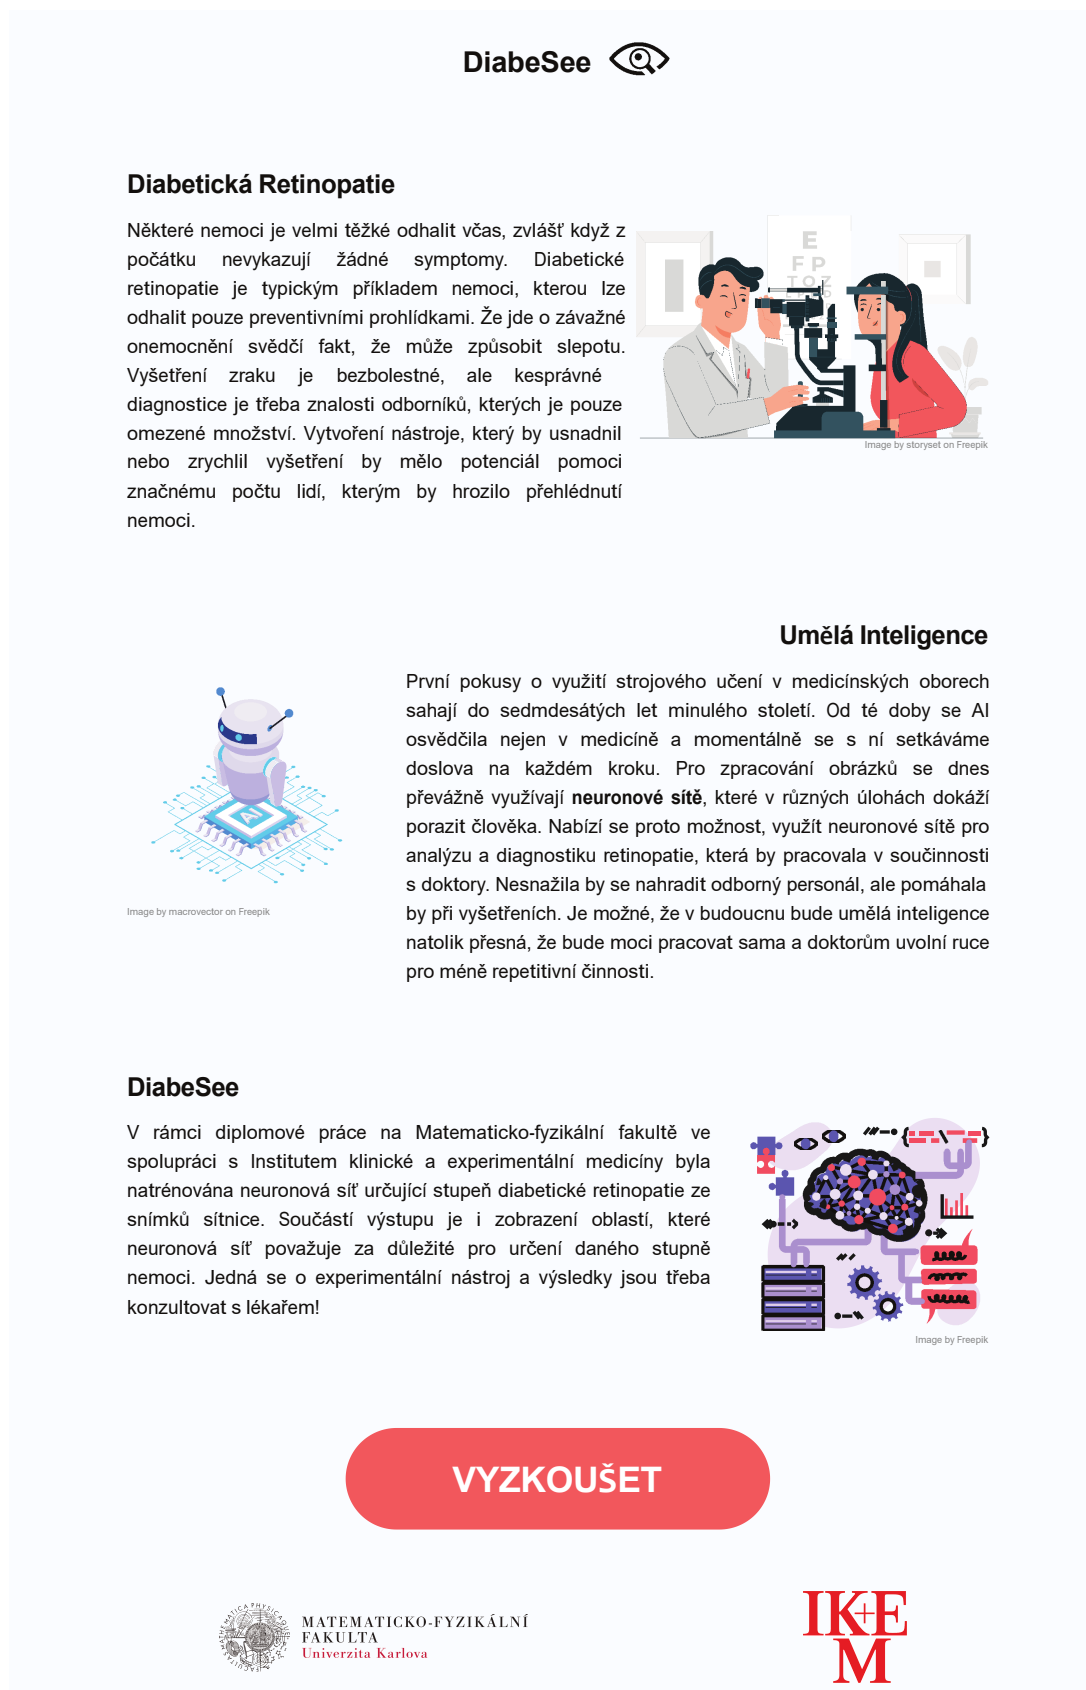 DiabeSee
Diabetická Retinopatie
Některé nemoci je velmi těžké odhalit včas, zvlášť když z
počátku nevykazují žádné symptomy. Diabetické
retinopatie je typickým příkladem nemoci, kterou lze
odhalit pouze preventivními prohlídkami. Že jde o závažné
onemocnění svědčí fakt, že může způsobit slepotu.
Vyšetření zraku je bezbolestné, ale kesprávné
diagnostice je třeba znalosti odborníků, kterých je pouze
omezené množství. Vytvoření nástroje, který by usnadnil
nebo zrychlil vyšetření by mělo potenciál pomoci
značnému počtu lidí, kterým by hrozilo přehlédnutí
nemoci.
E
F P
T O Z
Image by storyset on Freepik
Umělá Inteligence
První pokusy o využití strojového učení v medicínských oborech
sahají do sedmdesátých let minulého století. Od té doby se AI
osvědčila nejen v medicíně a momentálně se s ní setkáváme
doslova na každém kroku. Pro zpracování obrázků se dnes
převážně využívají neuronové sítě, které v různých úlohách dokáží
porazit člověka. Nabízí se proto možnost, využít neuronové sítě pro
analýzu a diagnostiku retinopatie, která by pracovala v součinnosti
s doktory. Nesnažila by se nahradit odborný personál, ale pomáhala
by při vyšetřeních. Je možné, že v budoucnu bude umělá inteligence
natolik přesná, že bude moci pracovat sama a doktorům uvolní ruce
pro méně repetitivní činnosti.
AI
Image by macrovector on Freepik
DiabeSee
V rámci diplomové práce na Matematicko-fyzikální fakultě ve
spolupráci s Institutem klinické a experimentální medicíny byla
natrénována neuronová síť určující stupeň diabetické retinopatie ze
snímků sítnice. Součástí výstupu je i zobrazení oblastí, které
neuronová síť považuje za důležité pro určení daného stupně
nemoci. Jedná se o experimentální nástroj a výsledky jsou třeba
konzultovat s lékařem!
Image by Freepik
VYZKOUŠET
MATEMATICKO-FYZIKÁLNÍ
FAKULTA
Univerzita Karlova
IK+E
M